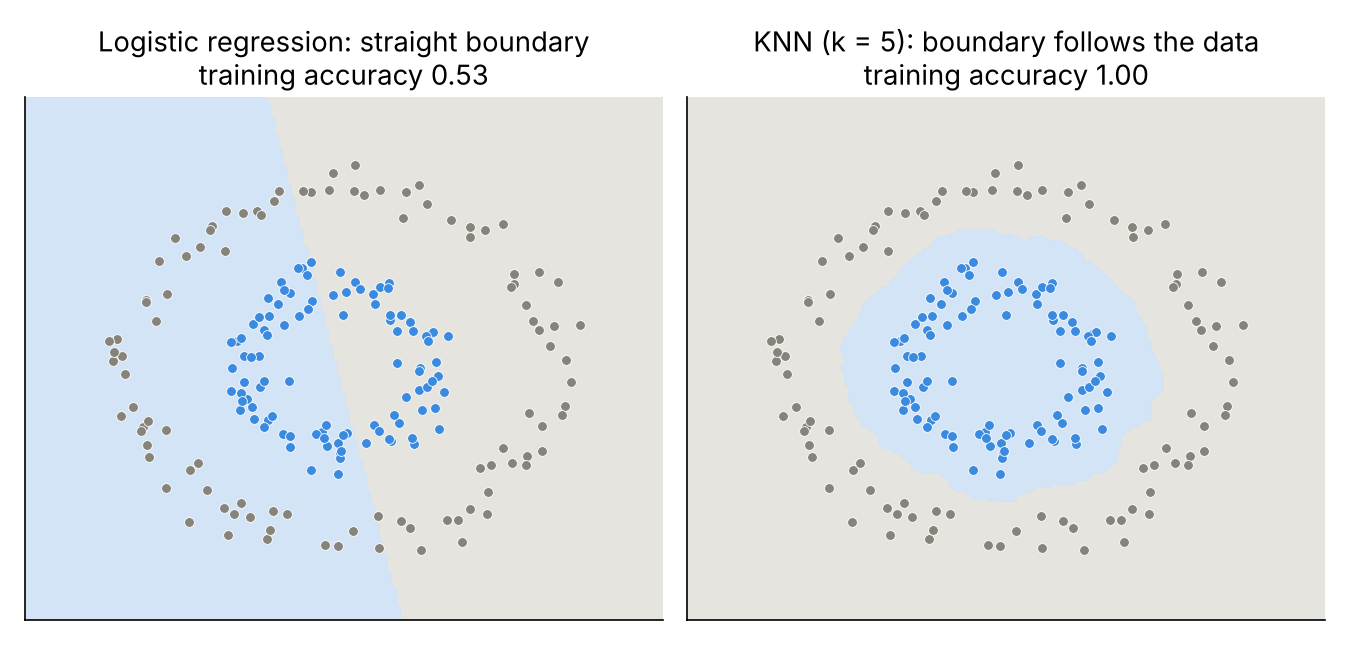 Logistic regression: straight boundary
training accuracy 0.53
KNN (k = 5): boundary follows the data
training accuracy 1.00